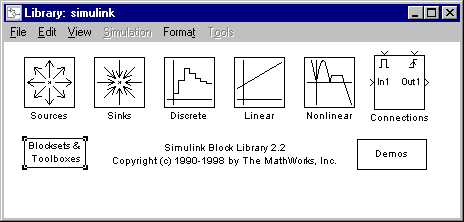 Library: simulink
File Edit View Simulation Format Tools
In1 Out1
Sources Sinks Discrete Linear Nonlinear Connections
Blocksets &
Toolboxes
Simulink Block Library 2.2
Copyright (c) 1990-1998 by The MathWorks, Inc.
Demos